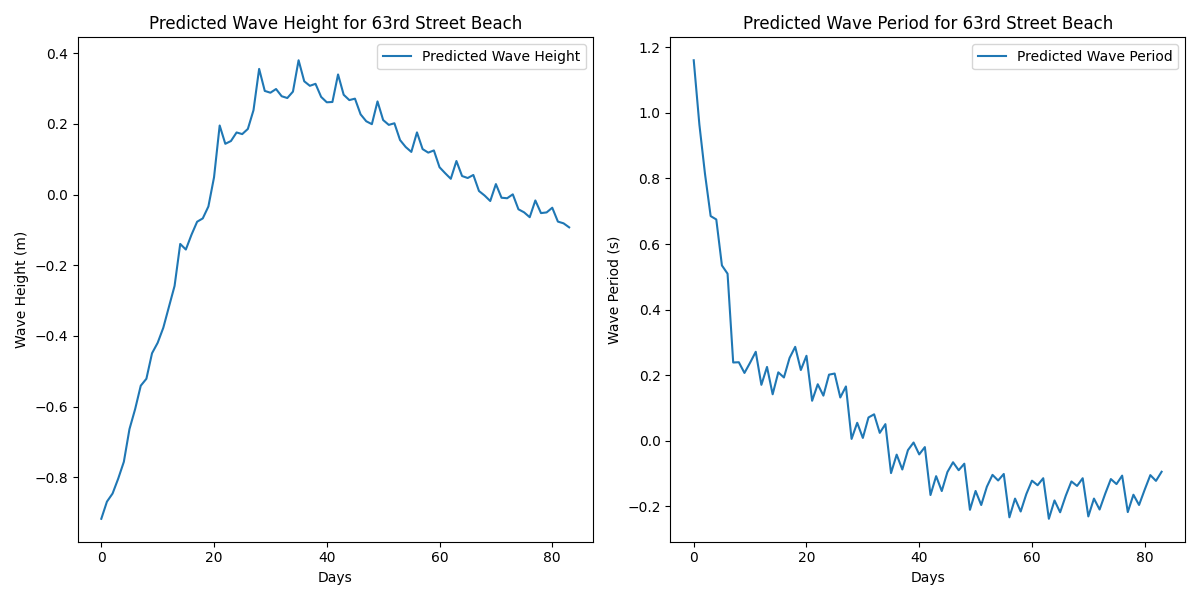 Predicted Wave Height for 63rd Street Beach
Predicted Wave Height
0.4
0.2
0.0
−0.2
−0.4
−0.6
−0.8
Wave Height (m)
0 20 40 60 80
Days
Predicted Wave Period for 63rd Street Beach
Predicted Wave Period
1.2
1.0
0.8
0.6
0.4
0.2
0.0
−0.2
Wave Period (s)
0 20 40 60 80
Days